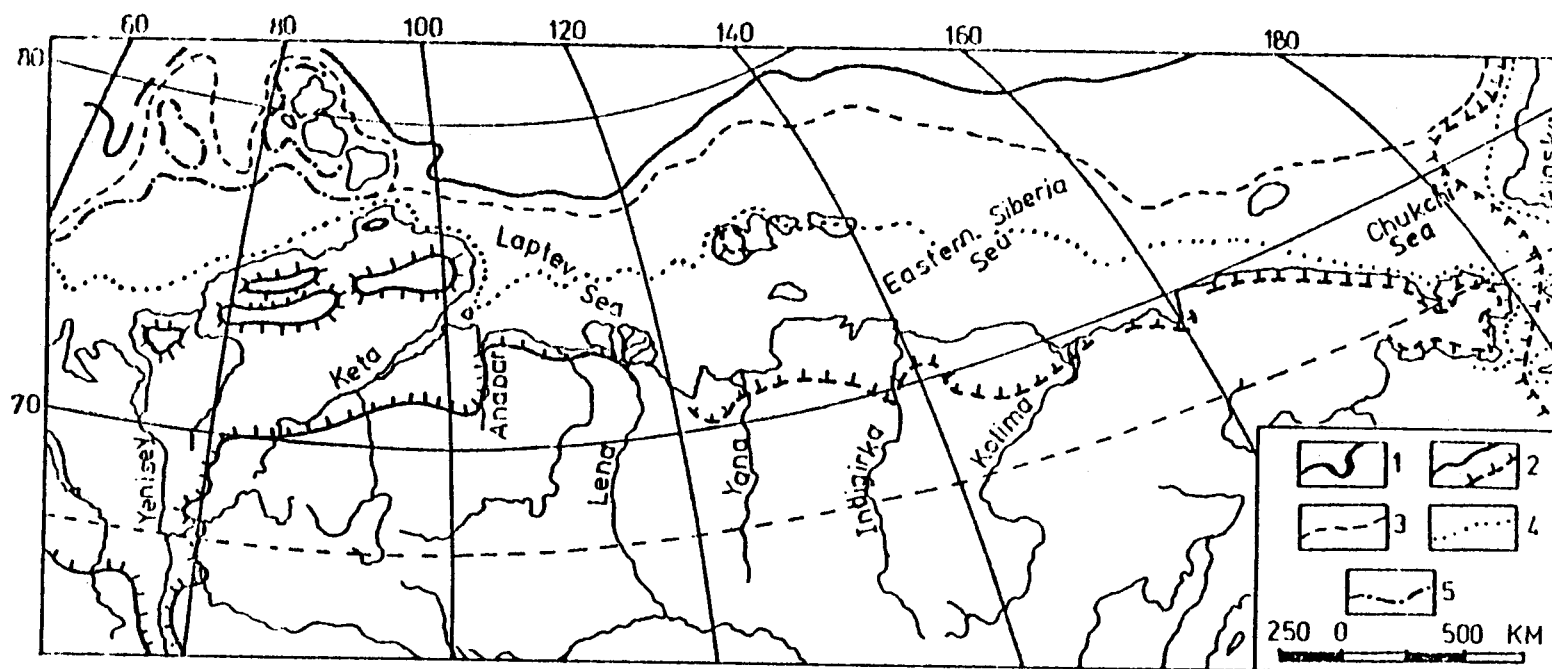 60 80 100 120 140 160 180
80
Laptev
Sea
Eastern Siberia
Sea
Chukchi
Sea
Keta
Anabar
70
Yenisey
Lena
Yana
Indigirka
Kolima
1 2
3 4
5
250 0 500 KM